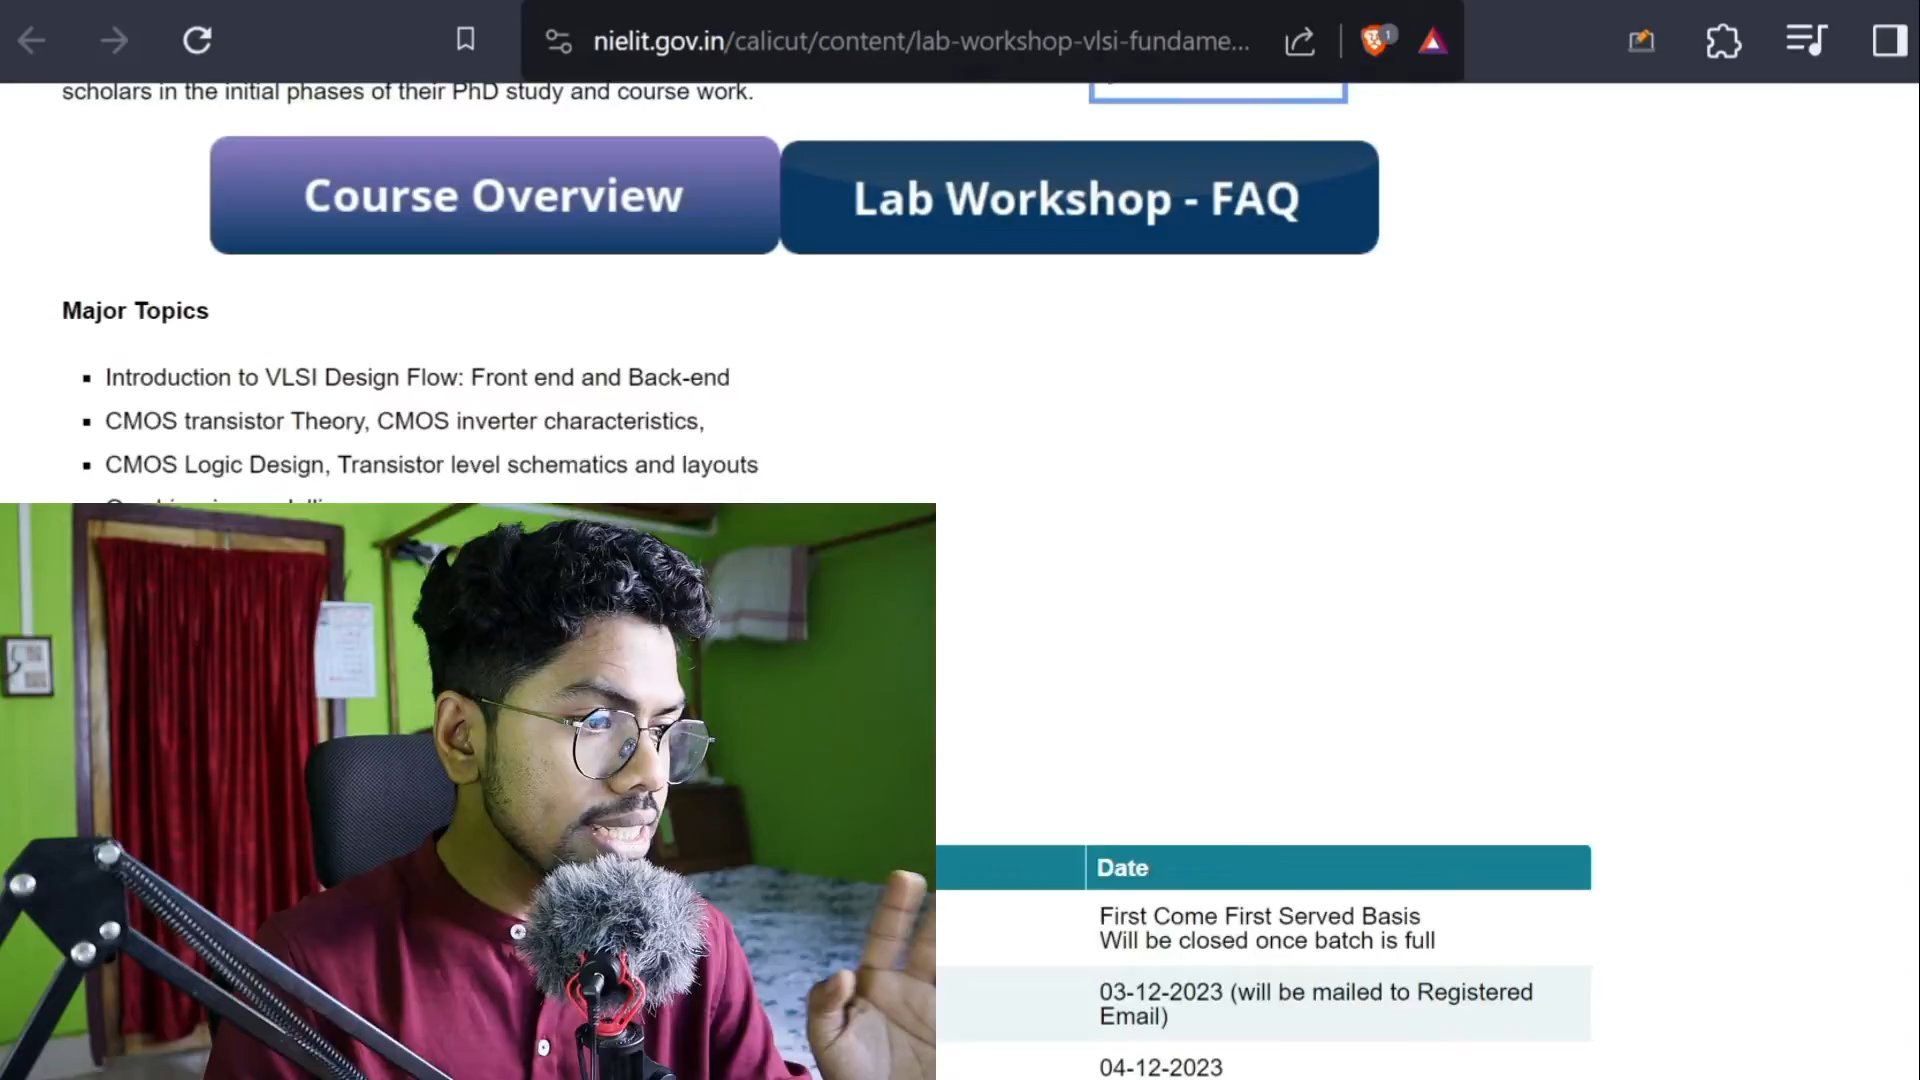 nielit.gov.in/calicut/content/lab-workshop-vlsi-fundame...
1
scholars in the initial phases of their PhD study and course work.
Course Overview
Lab Workshop - FAQ
Major Topics
Introduction to VLSI Design Flow: Front end and Back-end
CMOS transistor Theory, CMOS inverter characteristics,
CMOS Logic Design, Transistor level schematics and layouts
Date
First Come First Served Basis
Will be closed once batch is full
03-12-2023 (will be mailed to Registered
Email)
04-12-2023